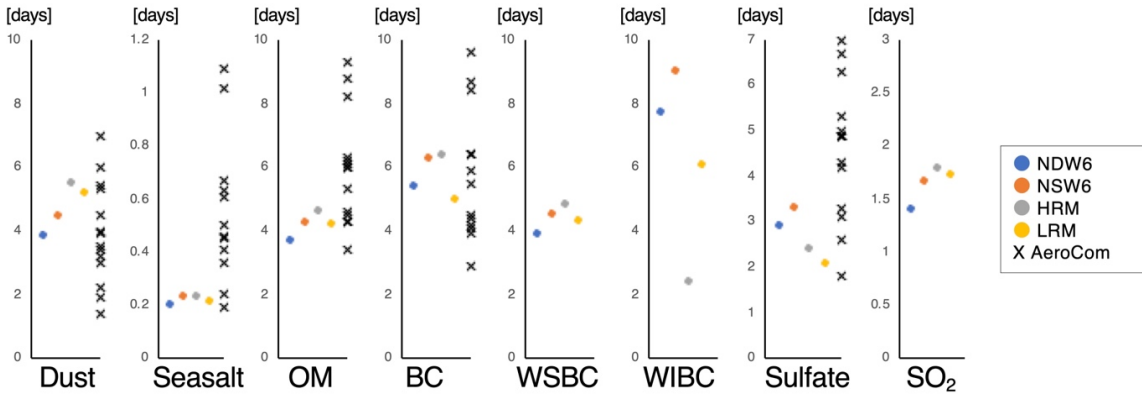 [days] [days] [days] [days] [days] [days] [days] [days]
10 1.2 10 10 10 10 7 3
8 1 8 8 8 8 6 2.5
6 0.8 6 6 6 6 5 2
4 0.6 4 4 4 4 4 1.5
2 0.4 2 2 2 2 3 1
0 0.2 0 0 0 0 2 0.5
0 1 0
0
Dust Seasalt OM BC WSBC WIBC Sulfate SO₂
NDW6
NSW6
HRM
LRM
X AeroCom